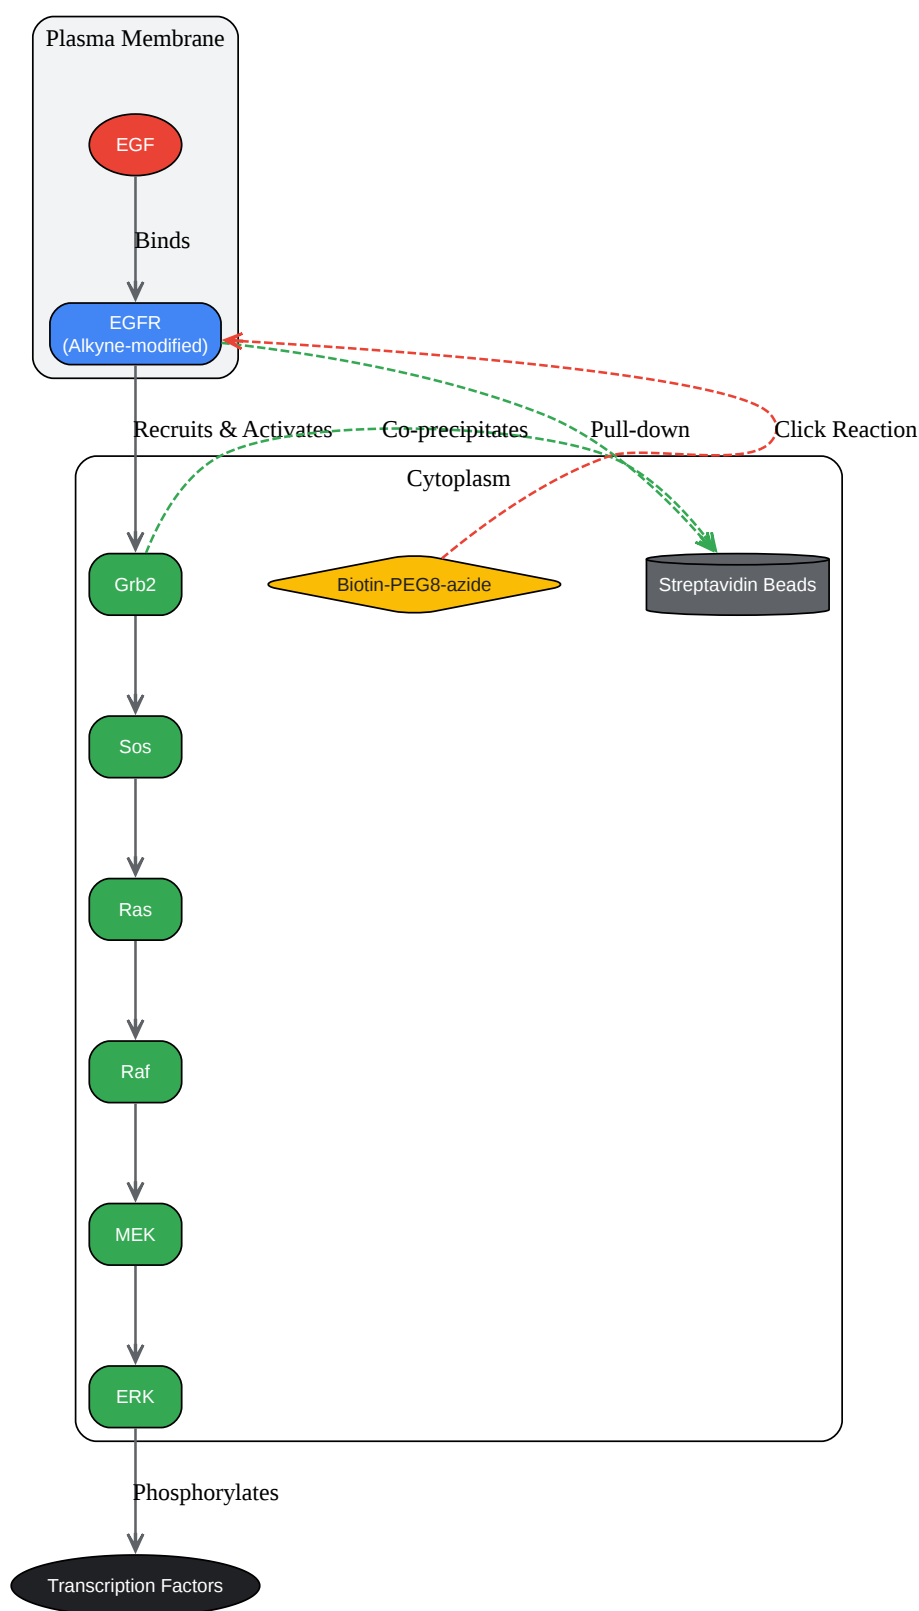 Plasma Membrane
EGF
Binds
EGFR
(Alkyne-modified)
Recruits & Activates
Co-precipitates
Pull-down
Click Reaction
Cytoplasm
Grb2
Biotin-PEG8-azide
Streptavidin Beads
Sos
Ras
Raf
MEK
ERK
Phosphorylates
Transcription Factors